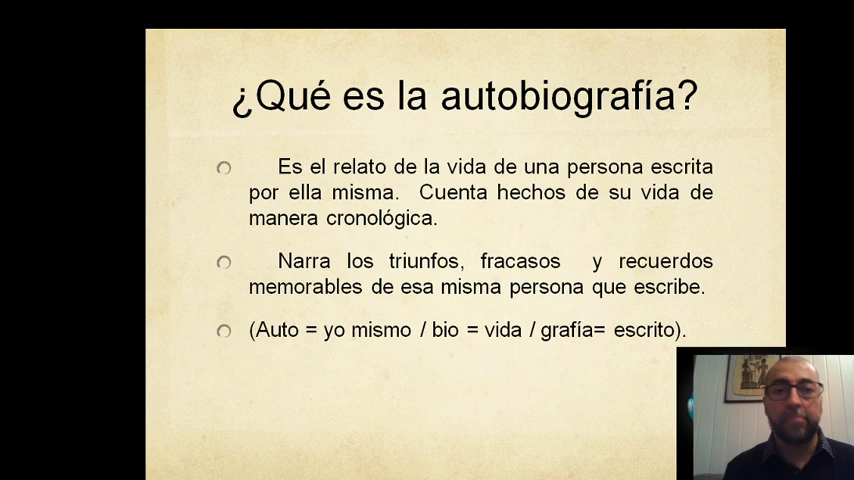 ¿Qué es la autobiografía?
Es el relato de la vida de una persona escrita
por ella misma. Cuenta hechos de su vida de
manera cronológica.
Narra los triunfos, fracasos y recuerdos
memorables de esa misma persona que escribe.
(Auto = yo mismo / bio = vida / grafía= escrito).